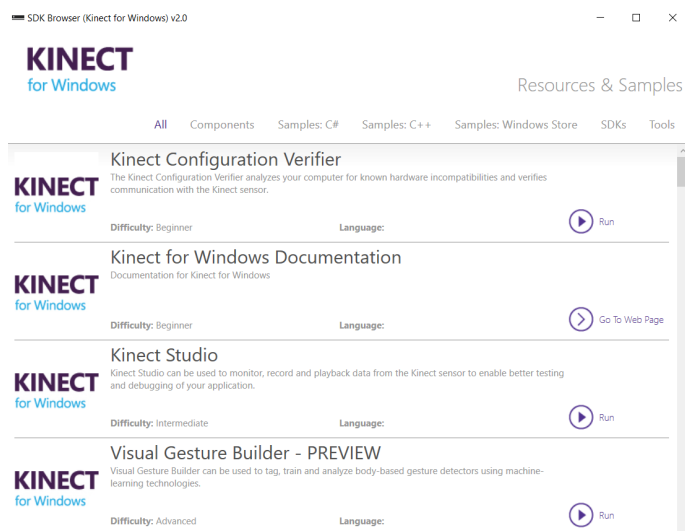 SDK Browser (Kinect for Windows) v2.0
KINECT
for Windows
Resources & Samples
All Components Samples: C# Samples: C++ Samples: Windows Store SDKs Tools
Kinect Configuration Verifier
The Kinect Configuration Verifier analyzes your computer for known hardware incompatibilities and verifies
communication with the Kinect sensor.
KINECT
for Windows
Difficulty: Beginner Language: Run
Kinect for Windows Documentation
Documentation for Kinect for Windows
KINECT
for Windows
Difficulty: Beginner Language: Go To Web Page
Kinect Studio
Kinect Studio can be used to monitor, record and playback data from the Kinect sensor to enable better testing
and debugging of your application.
KINECT
for Windows
Difficulty: Intermediate Language: Run
Visual Gesture Builder - PREVIEW
Visual Gesture Builder can be used to tag, train and analyze body-based gesture detectors using machine-
learning technologies.
KINECT
for Windows
Difficulty: Advanced Language: Run